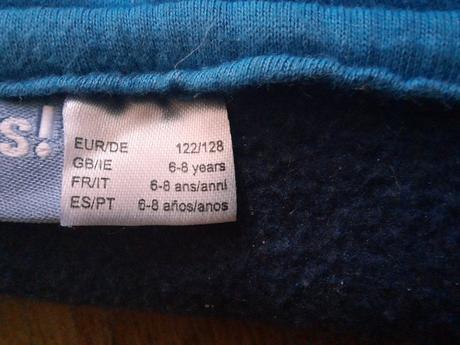 s!
EUR/DE 122/128
GB/IE 6-8 years
FR/IT 6-8 ans/anni
ES/PT 6-8 años/anos